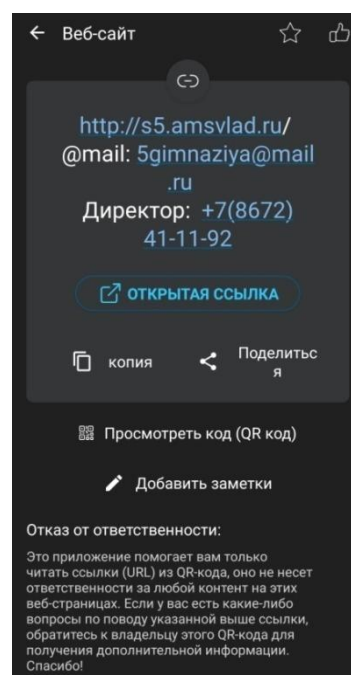 Веб-сайт
http://s5.amsvlad.ru/
@mail: 5gimnaziya@mail
.ru
Директор: +7(8672)
41-11-92
ОТКРЫТАЯ ССЫЛКА
копия
Поделитьс
я
Просмотреть код (QR код)
Добавить заметки
Отказ от ответственности:
Это приложение помогает вам только
читать ссылки (URL) из QR-кода, оно не несет
ответственности за любой контент на этих
веб-страницах. Если у вас есть какие-либо
вопросы по поводу указанной выше ссылки,
обратитесь к владельцу этого QR-кода для
получения дополнительной информации.
Спасибо!